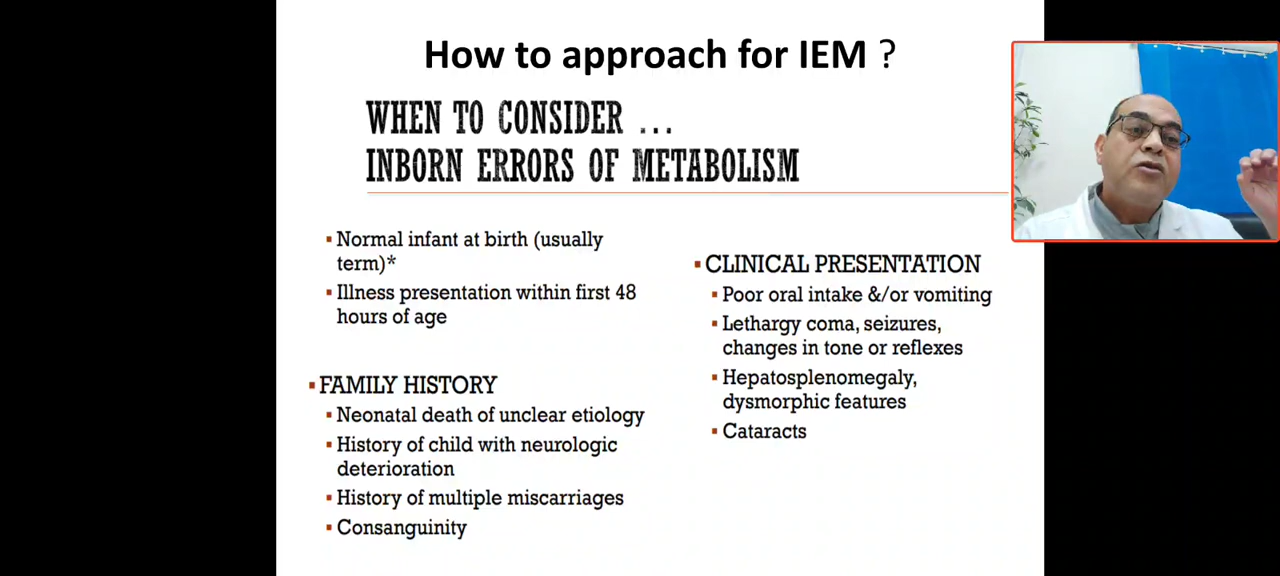 How to approach for IEM ?
WHEN TO CONSIDER ...
INBORN ERRORS OF METABOLISM
▪ Normal infant at birth (usually
term)*
▪ Illness presentation within first 48
hours of age
▪ FAMILY HISTORY
▪ Neonatal death of unclear etiology
▪ History of child with neurologic
deterioration
▪ History of multiple miscarriages
▪ Consanguinity
▪ CLINICAL PRESENTATION
▪ Poor oral intake &/or vomiting
▪ Lethargy coma, seizures,
changes in tone or reflexes
▪ Hepatosplenomegaly,
dysmorphic features
▪ Cataracts